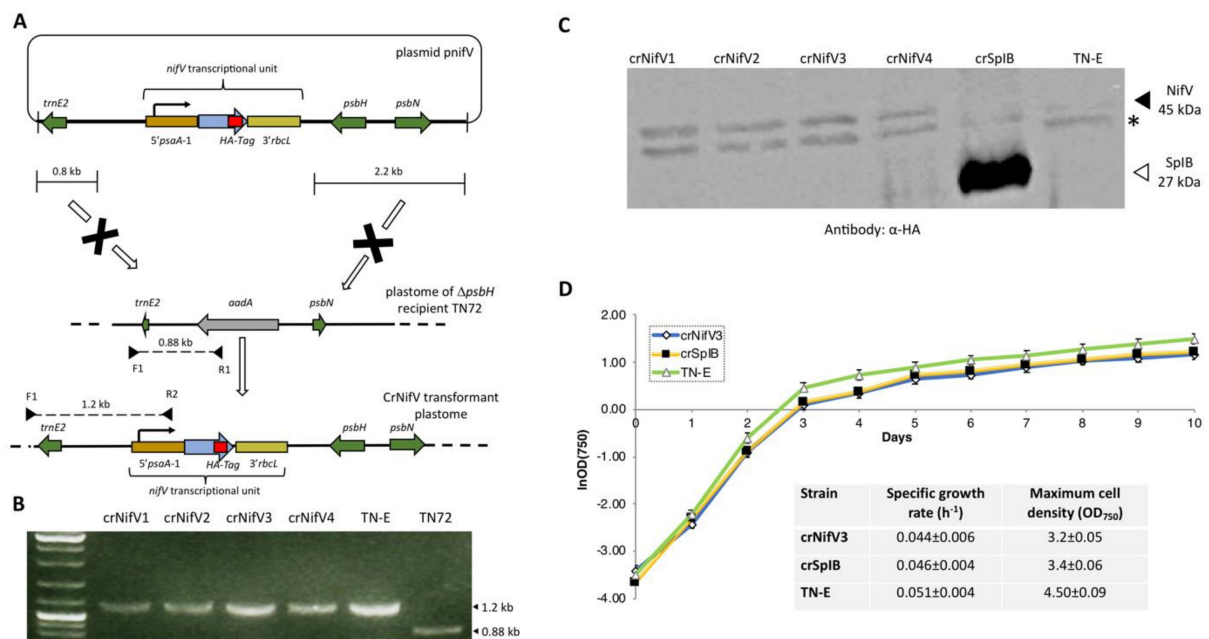 A
plasmid pnifV
nifV transcriptional unit
trnE2
psbH
psbN
5'psaA-1
HA-Tag
3'rbcL
0.8 kb
2.2 kb
plastome of ΔpsbH
recipient TN72
trnE2
aadA
psbN
0.88 kb
F1
R1
F1
R2
1.2 kb
CrNifV transformant
plastome
trnE2
psbH
psbN
5'psaA-1
HA-Tag
3'rbcL
nifV transcriptional unit
B
crNifV1 crNifV2 crNifV3 crNifV4 TN-E TN72
1.2 kb
0.88 kb
C
crNifV1 crNifV2 crNifV3 crNifV4 crSplB TN-E
NifV
45 kDa
*
SplB
27 kDa
Antibody: α-HA
D
crNifV3
crSplB
TN-E
lnOD(750)
2.00
1.00
0.00
-1.00
-2.00
-3.00
-4.00
0 1 2 3 4 5 6 7 8 9 10
Days
Strain Specific growth rate (h-1) Maximum cell density (OD750)
crNifV3 0.044±0.006 3.2±0.05
crSplB 0.046±0.004 3.4±0.06
TN-E 0.051±0.004 4.50±0.09